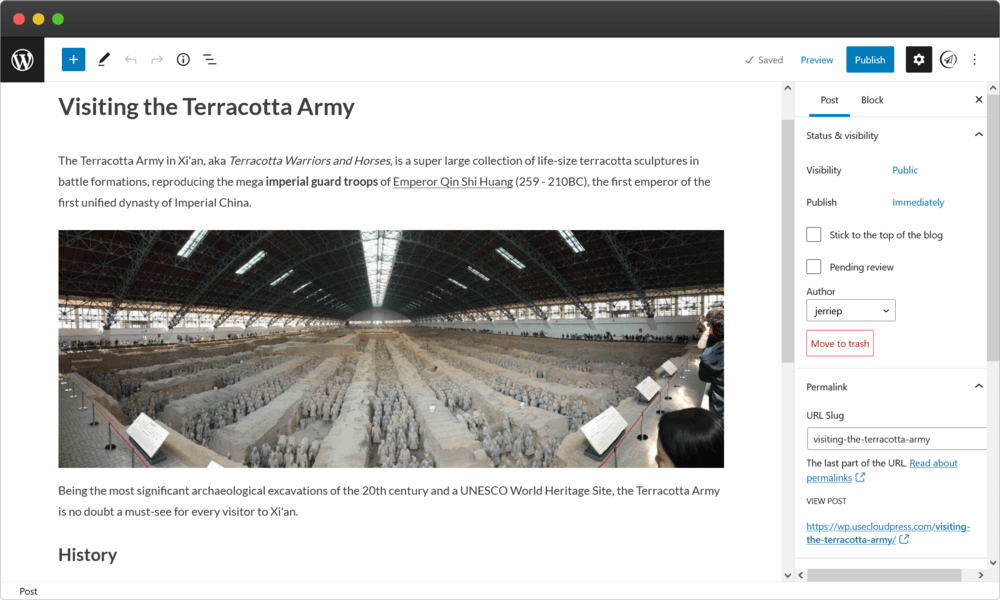 Saved Preview Publish
Visiting the Terracotta Army
The Terracotta Army in Xi'an, aka Terracotta Warriors and Horses, is a super large collection of life-size terracotta sculptures in
battle formations, reproducing the mega imperial guard troops of Emperor Qin Shi Huang (259 - 210BC), the first emperor of the
first unified dynasty of Imperial China.
Being the most significant archaeological excavations of the 20th century and a UNESCO World Heritage Site, the Terracotta Army
is no doubt a must-see for every visitor to Xi'an.
History
Post Block
Status & visibility
Visibility Public
Publish Immediately
Stick to the top of the blog
Pending review
Author
jerriep
Move to trash
Permalink
URL Slug
visiting-the-terracotta-army
The last part of the URL. Read about
permalinks
VIEW POST
https://wp.usecloudpress.com/visiting-
the-terracotta-army/
Post